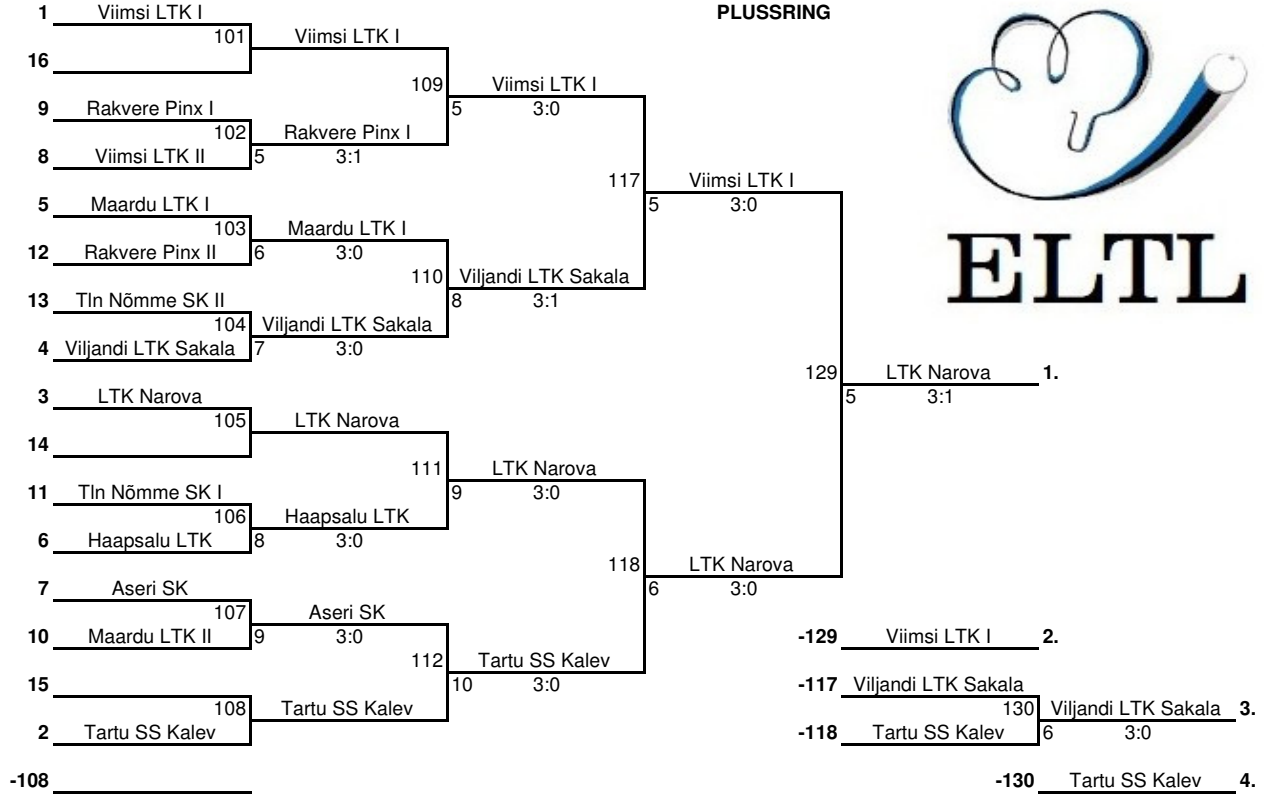 PLUSSRING
1 Viimsi LTK I
101 Viimsi LTK I
16
109 Viimsi LTK I
5 3:0
9 Rakvere Pinx I
102 Rakvere Pinx I
8 Viimsi LTK II 5 3:1
117 Viimsi LTK I
5 3:0
5 Maardu LTK I
103 Maardu LTK I
12 Rakvere Pinx II 6 3:0
110 Viljandi LTK Sakala
8 3:1
13 Tln Nõmme SK II
104 Viljandi LTK Sakala
4 Viljandi LTK Sakala 7 3:0
ELTL
129 LTK Narova 1.
5 3:1
3 LTK Narova
105 LTK Narova
14
111 LTK Narova
9 3:0
11 Tln Nõmme SK I
106 Haapsalu LTK
6 Haapsalu LTK 8 3:0
118 LTK Narova
6 3:0
7 Aseri SK
107 Aseri SK
10 Maardu LTK II 9 3:0
-129 Viimsi LTK I 2.
112 Tartu SS Kalev
10 3:0
15
-117 Viljandi LTK Sakala
108 Tartu SS Kalev
130 Viljandi LTK Sakala 3.
2 Tartu SS Kalev
-118 Tartu SS Kalev 6 3:0
-108
-130 Tartu SS Kalev 4.